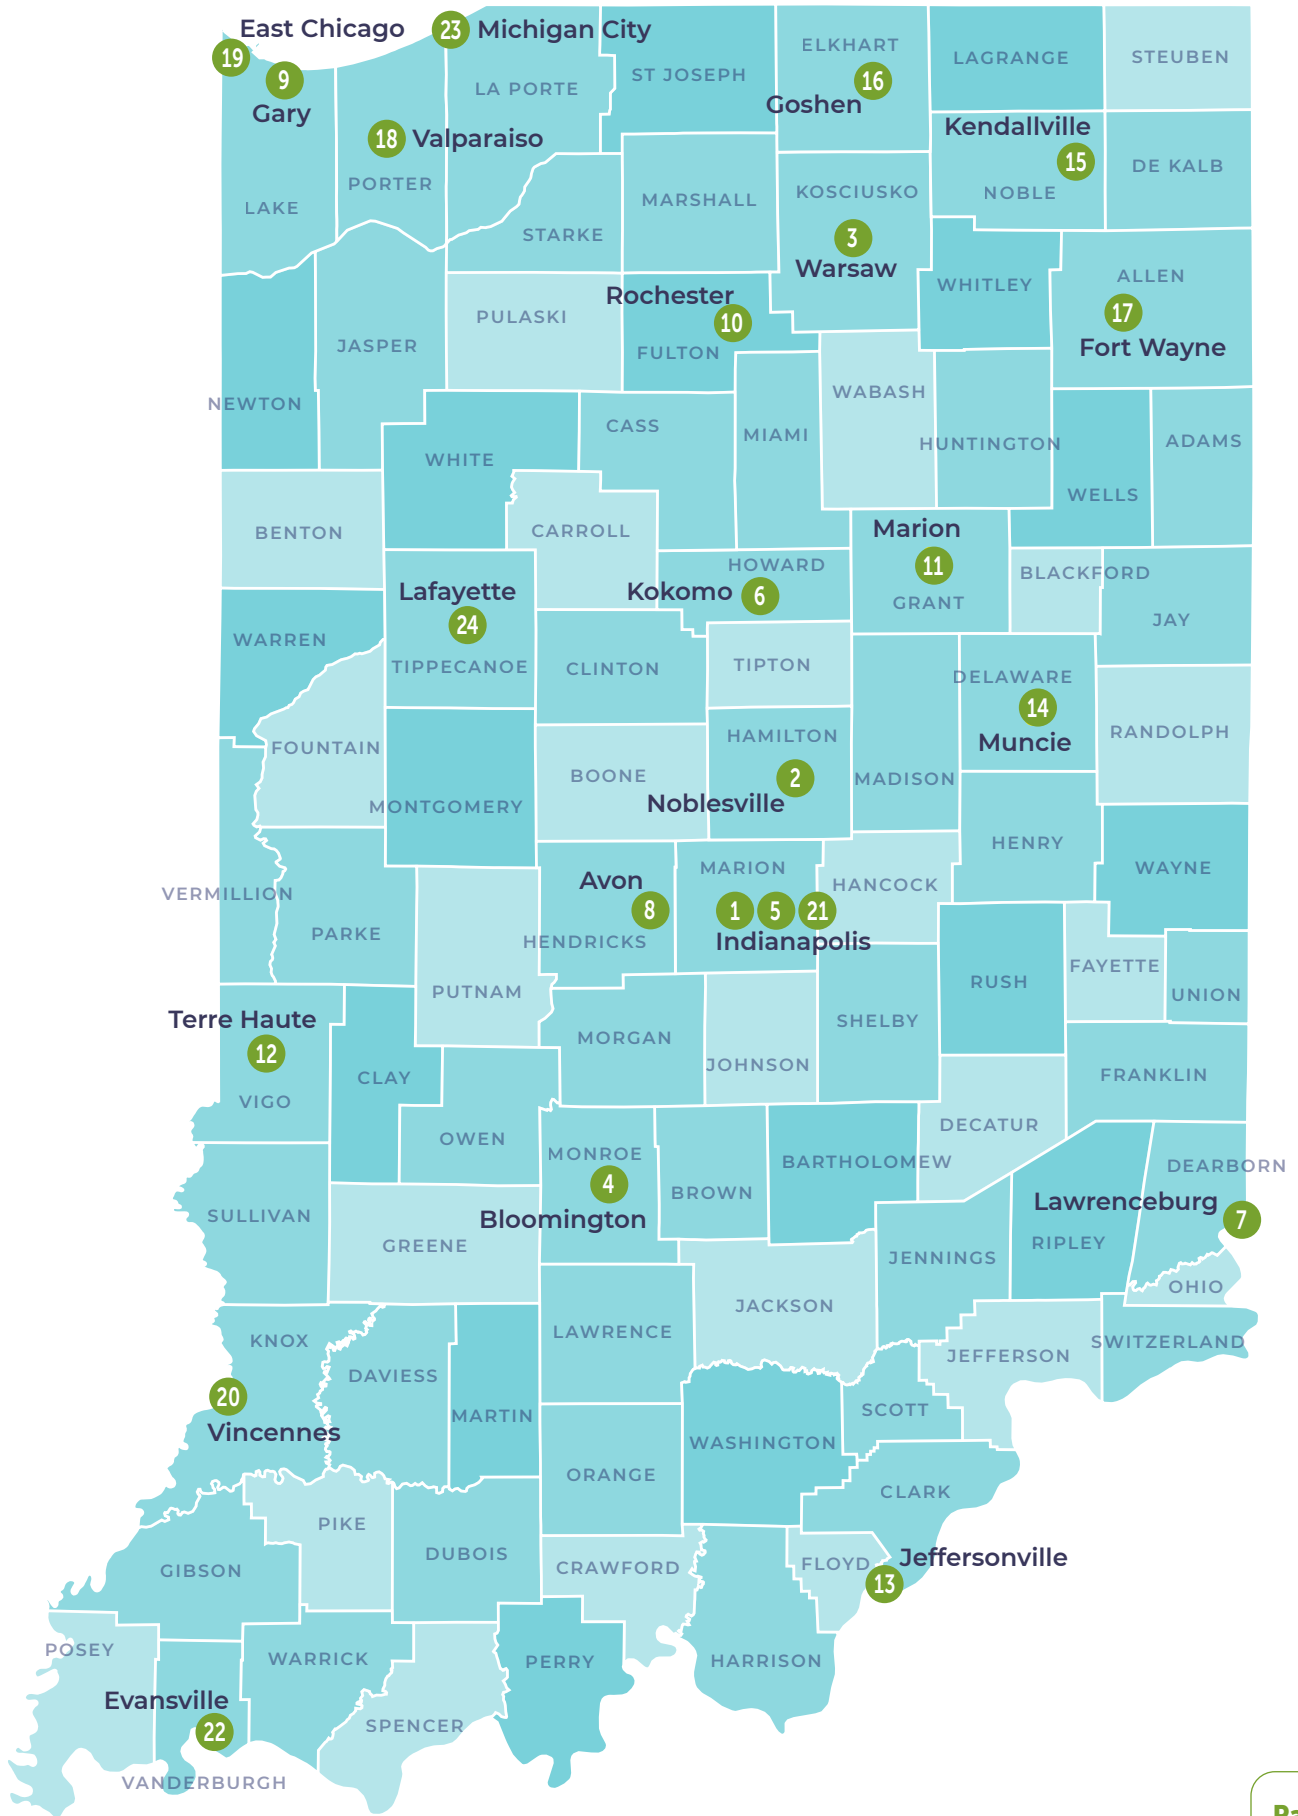 East Chicago
23 Michigan City
19
9
Gary
LA PORTE
ST JOSEPH
ELKHART
16
Goshen
LAGRANGE
STEUBEN
18 Valparaiso
PORTER
LAKE
Kendallville
15
NOBLE
DE KALB
MARSHALL
KOSCIUSKO
3
Warsaw
STARKE
Rochester
10
FULTON
PULASKI
JASPER
WHITLEY
ALLEN
17
Fort Wayne
NEWTON
WHITE
CASS
MIAMI
WABASH
HUNTINGTON
WELLS
ADAMS
BENTON
CARROLL
Marion
11
GRANT
BLACKFORD
JAY
Lafayette
24
TIPPECANOE
HOWARD
Kokomo 6
WARREN
CLINTON
TIPTON
DELAWARE
14
Muncie
RANDOLPH
FOUNTAIN
MONTGOMERY
BOONE
HAMILTON
2
Noblesville
MADISON
HENRY
WAYNE
VERMILLION
PARKE
Avon
8
HENDRICKS
MARION
1 5 21
Indianapolis
HANCOCK
PUTNAM
RUSH
FAYETTE
UNION
Terre Haute
12
VIGO
CLAY
MORGAN
JOHNSON
SHELBY
FRANKLIN
OWEN
DECATUR
MONROE
4
Bloomington
BROWN
BARTHOLOMEW
DEARBORN
Lawrenceburg
7
RIPLEY
SULLIVAN
GREENE
JENNINGS
OHIO
JACKSON
KNOX
LAWRENCE
JEFFERSON
SWITZERLAND
DAVIESS
20
Vincennes
MARTIN
SCOTT
WASHINGTON
ORANGE
CLARK
PIKE
DUBOIS
GIBSON
CRAWFORD
FLOYD
Jeffersonville
13
POSEY
WARRICK
PERRY
HARRISON
Evansville
22
SPENCER
VANDERBURGH